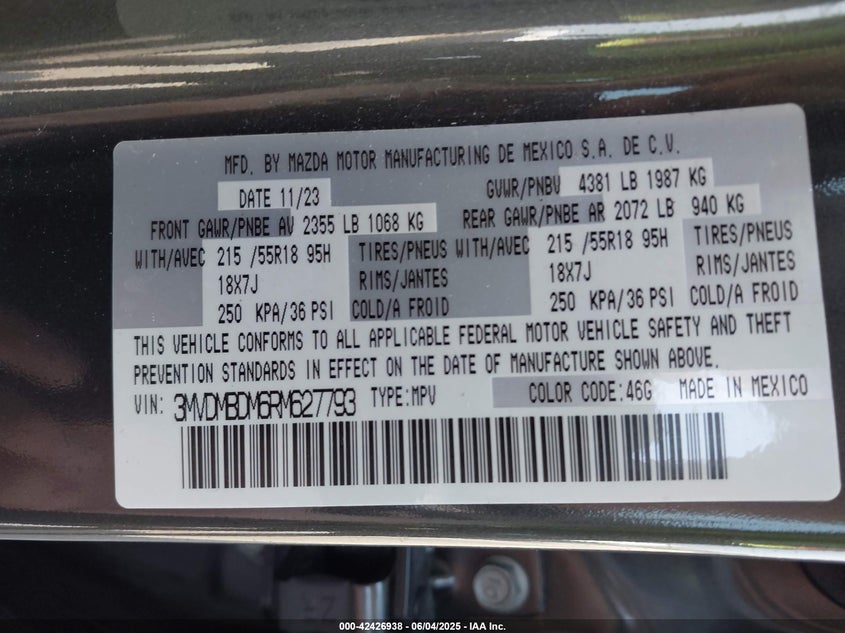 MFD. BY MAZDA MOTOR MANUFACTURING DE MEXICO S.A. DE C.V.
DATE 11/23 GVWR/PNBV 4381 LB 1987 KG
FRONT GAWR/PNBE AV 2355 LB 1068 KG REAR GAWR/PNBE AR 2072 LB 940 KG
WITH/AVEC 215 /55R18 95H TIRES/PNEUS WITH/AVEC 215 /55R18 95H TIRES/PNEUS
18X7J RIMS/JANTES 18X7J RIMS/JANTES
250 KPA/36 PSI COLD/A FROID 250 KPA/36 PSI COLD/A FROID
THIS VEHICLE CONFORMS TO ALL APPLICABLE FEDERAL MOTOR VEHICLE SAFETY AND THEFT
PREVENTION STANDARDS IN EFFECT ON THE DATE OF MANUFACTURE SHOWN ABOVE.
VIN: 3MVDMBDM6RM627793 TYPE:MPV COLOR CODE:46G MADE IN MEXICO
000-42426938 - 06/04/2025 - IAA Inc.